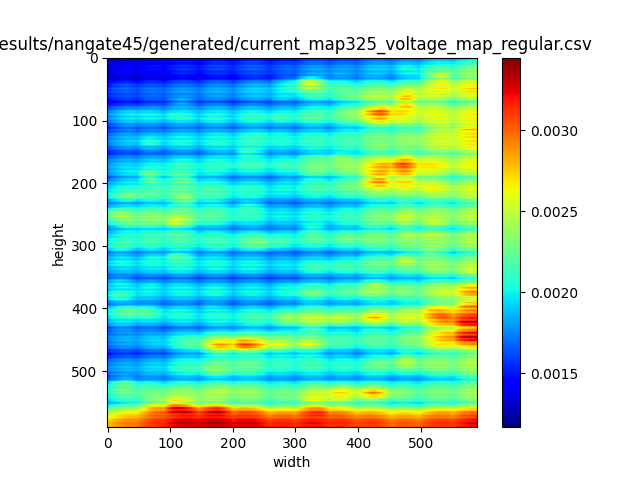 esults/nangate45/generated/current_map325_voltage_map_regular.csv
0
100
200
300
400
500
height
0 100 200 300 400 500
width
0.0030
0.0025
0.0020
0.0015